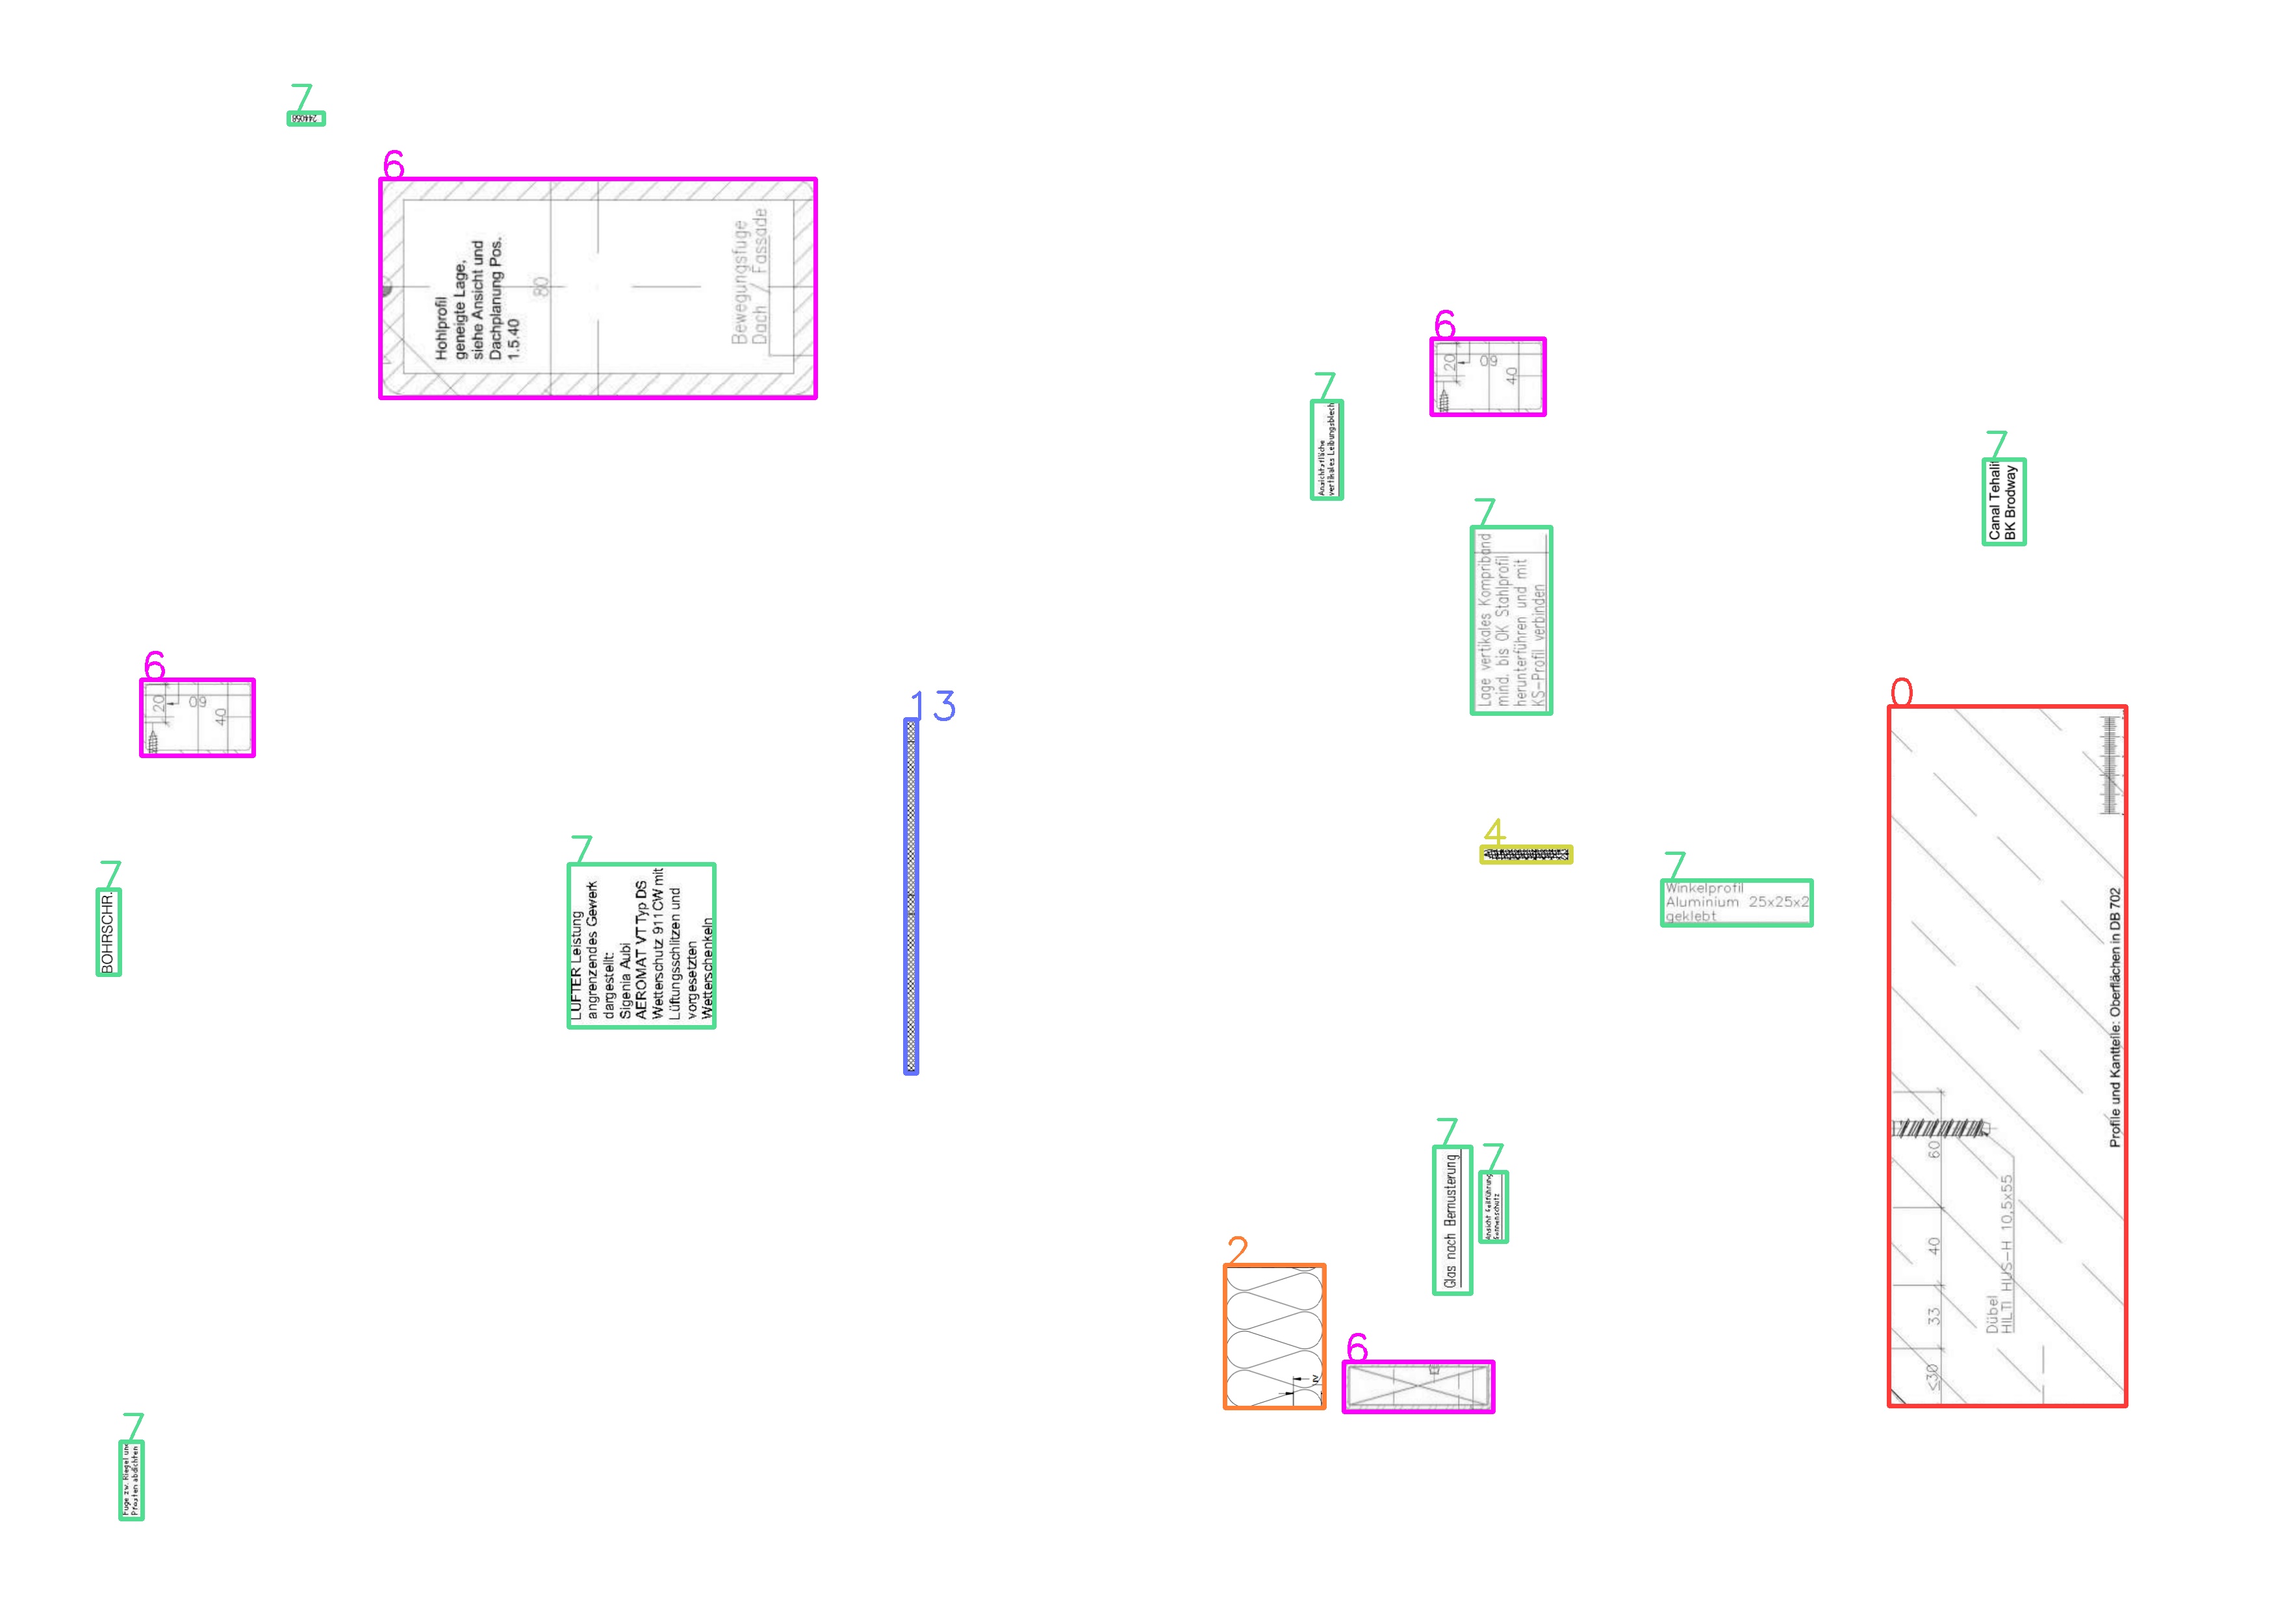 7
244058
6
Hohlprofil
geneigte Lage,
siehe Ansicht und
Dachplanung Pos.
1.5.40
80
Bewegungsfuge
Dach / Fassade
6
20
60
40
7
Ansichtsfläche
vertikales Leibungsblech
7
Canal Tehalit
BK Brodway
7
Lage vertikales Kompriband
mind. bis OK Stahlprofil
herunterführen und mit
KS-Profil verbinden
6
20
60
40
13
0
Profile und Kantteile: Oberflächen in DB 702
60
40
33
≤30
Dübel
HILTI HUS-H 10,5x55
4
7
Winkelprofil
Aluminium 25x25x2
geklebt
7
BOHRSCHR.
7
LÜFTER Leistung
angrenzendes Gewerk
dargestellt:
Sigenia Aubi
AEROMAT VT Typ DS
Wetterschutz 911CW mit
Lüftungsschlitzen und
vorgesetzten
Wetterschenkeln
7
Glas nach Bemusterung
7
Ansicht Seilführung
Sonnenschutz
2
6
7
Fuge zw. Riegel und
Pfosten abdichten